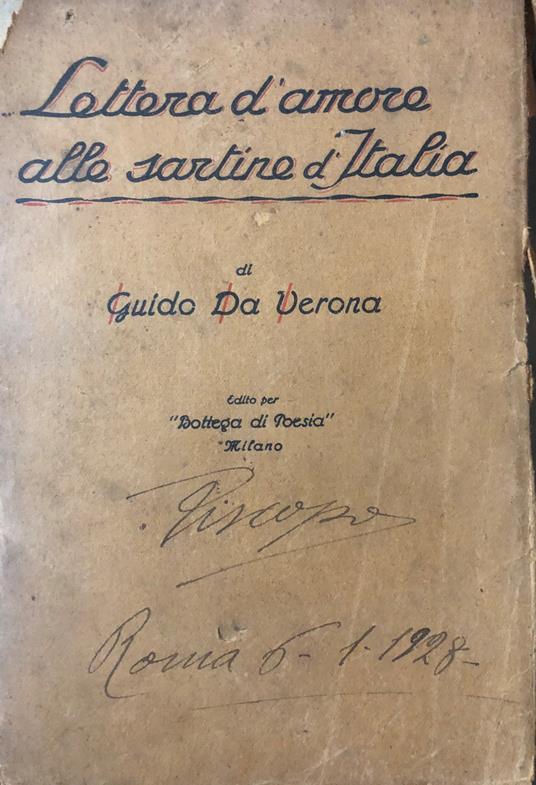 Lettera d'amore
alle sartine d'Italia
di
Guido Da Verona
Edito per
"Bottega di Poesia"
Milano
Piscopo
Roma 6-1-1928-